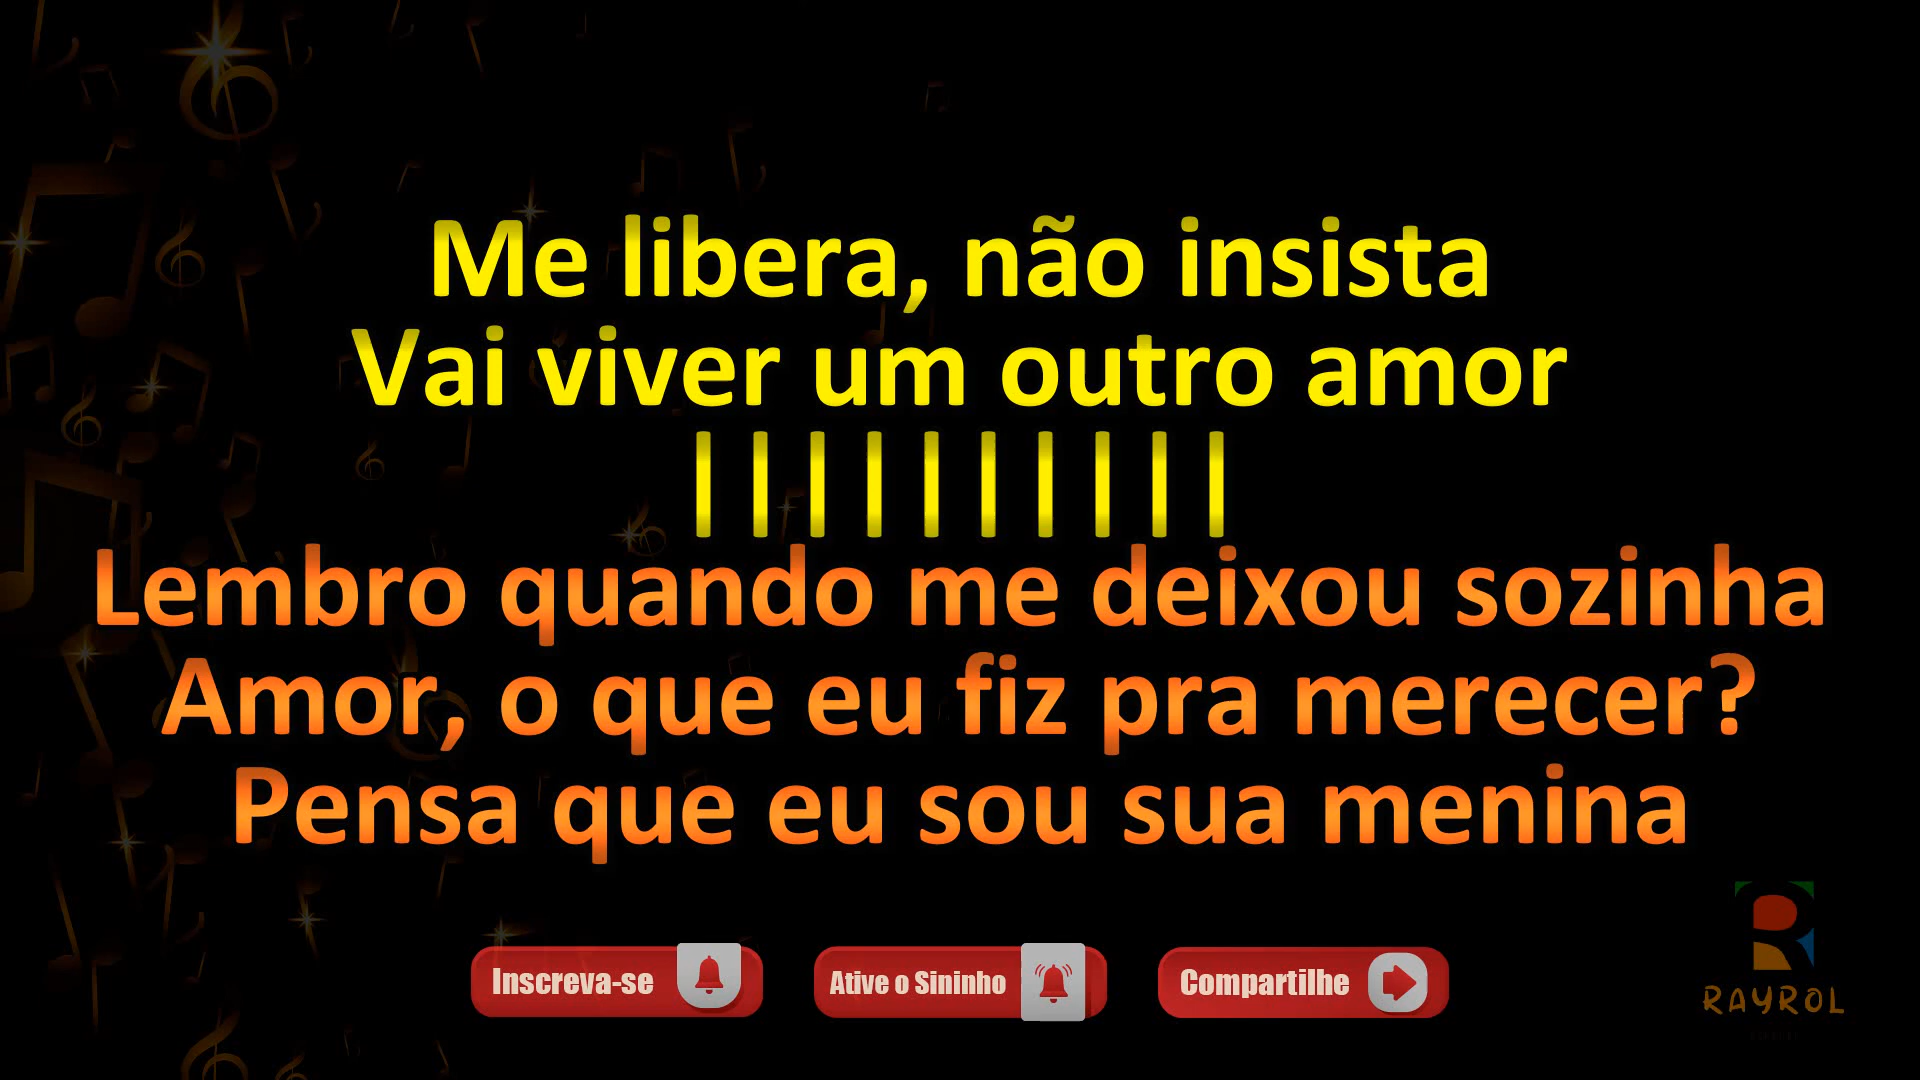 Me libera, não insista
Vai viver um outro amor
| | | | | | | | | |
Lembro quando me deixou sozinha
Amor, o que eu fiz pra merecer?
Pensa que eu sou sua menina
Inscreva-se
Ative o Sininho
Compartilhe
RAYROL